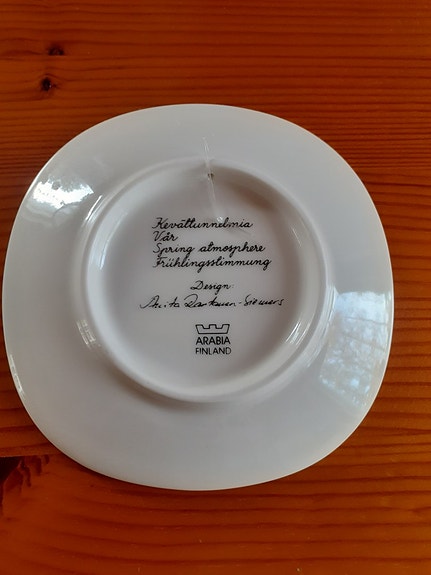 Kevättunnelmia
Vår
Spring atmosphere
Frühlingsstimmung
Design:
ARABIA
FINLAND